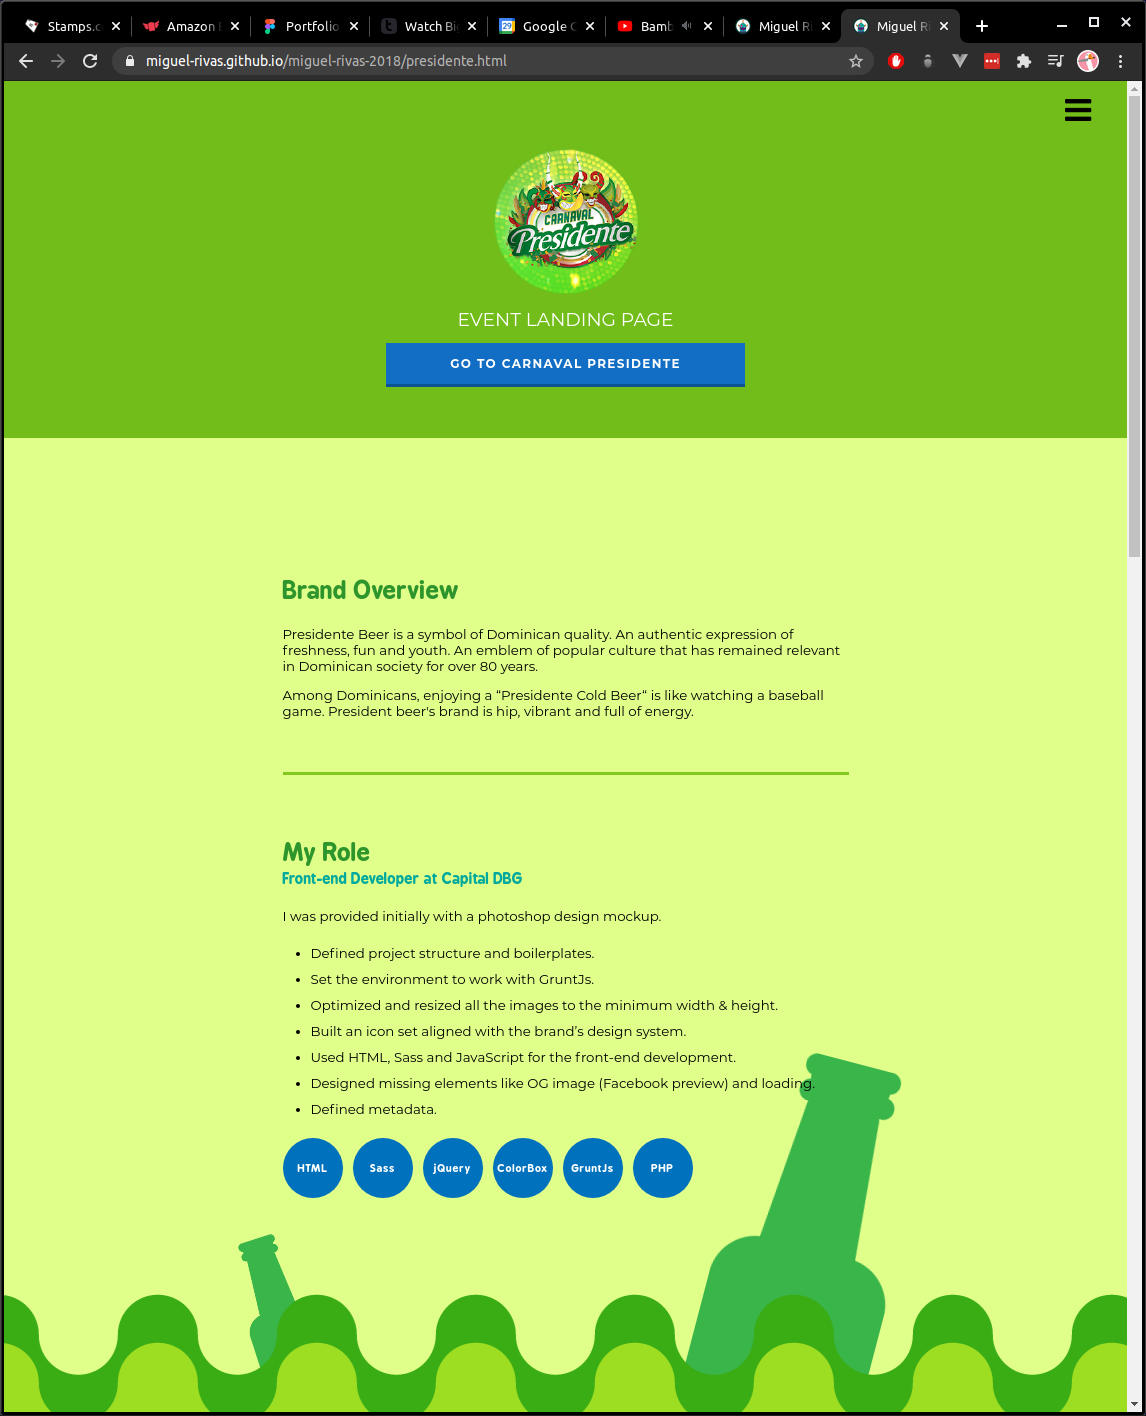 Stamps.c
Amazon
Portfolio
Watch Bi
Google
Bamb
Miguel Ri
Miguel Ri
miguel-rivas.github.io/miguel-rivas-2018/presidente.html
CARNAVAL
Presidente
EVENT LANDING PAGE
GO TO CARNAVAL PRESIDENTE
Brand Overview
Presidente Beer is a symbol of Dominican quality. An authentic expression of
freshness, fun and youth. An emblem of popular culture that has remained relevant
in Dominican society for over 80 years.
Among Dominicans, enjoying a “Presidente Cold Beer“ is like watching a baseball
game. President beer's brand is hip, vibrant and full of energy.
My Role
Front-end Developer at Capital DBG
I was provided initially with a photoshop design mockup.
• Defined project structure and boilerplates.
• Set the environment to work with GruntJs.
• Optimized and resized all the images to the minimum width & height.
• Built an icon set aligned with the brand’s design system.
• Used HTML, Sass and JavaScript for the front-end development.
• Designed missing elements like OG image (Facebook preview) and loading.
• Defined metadata.
HTML
Sass
jQuery
ColorBox
GruntJs
PHP